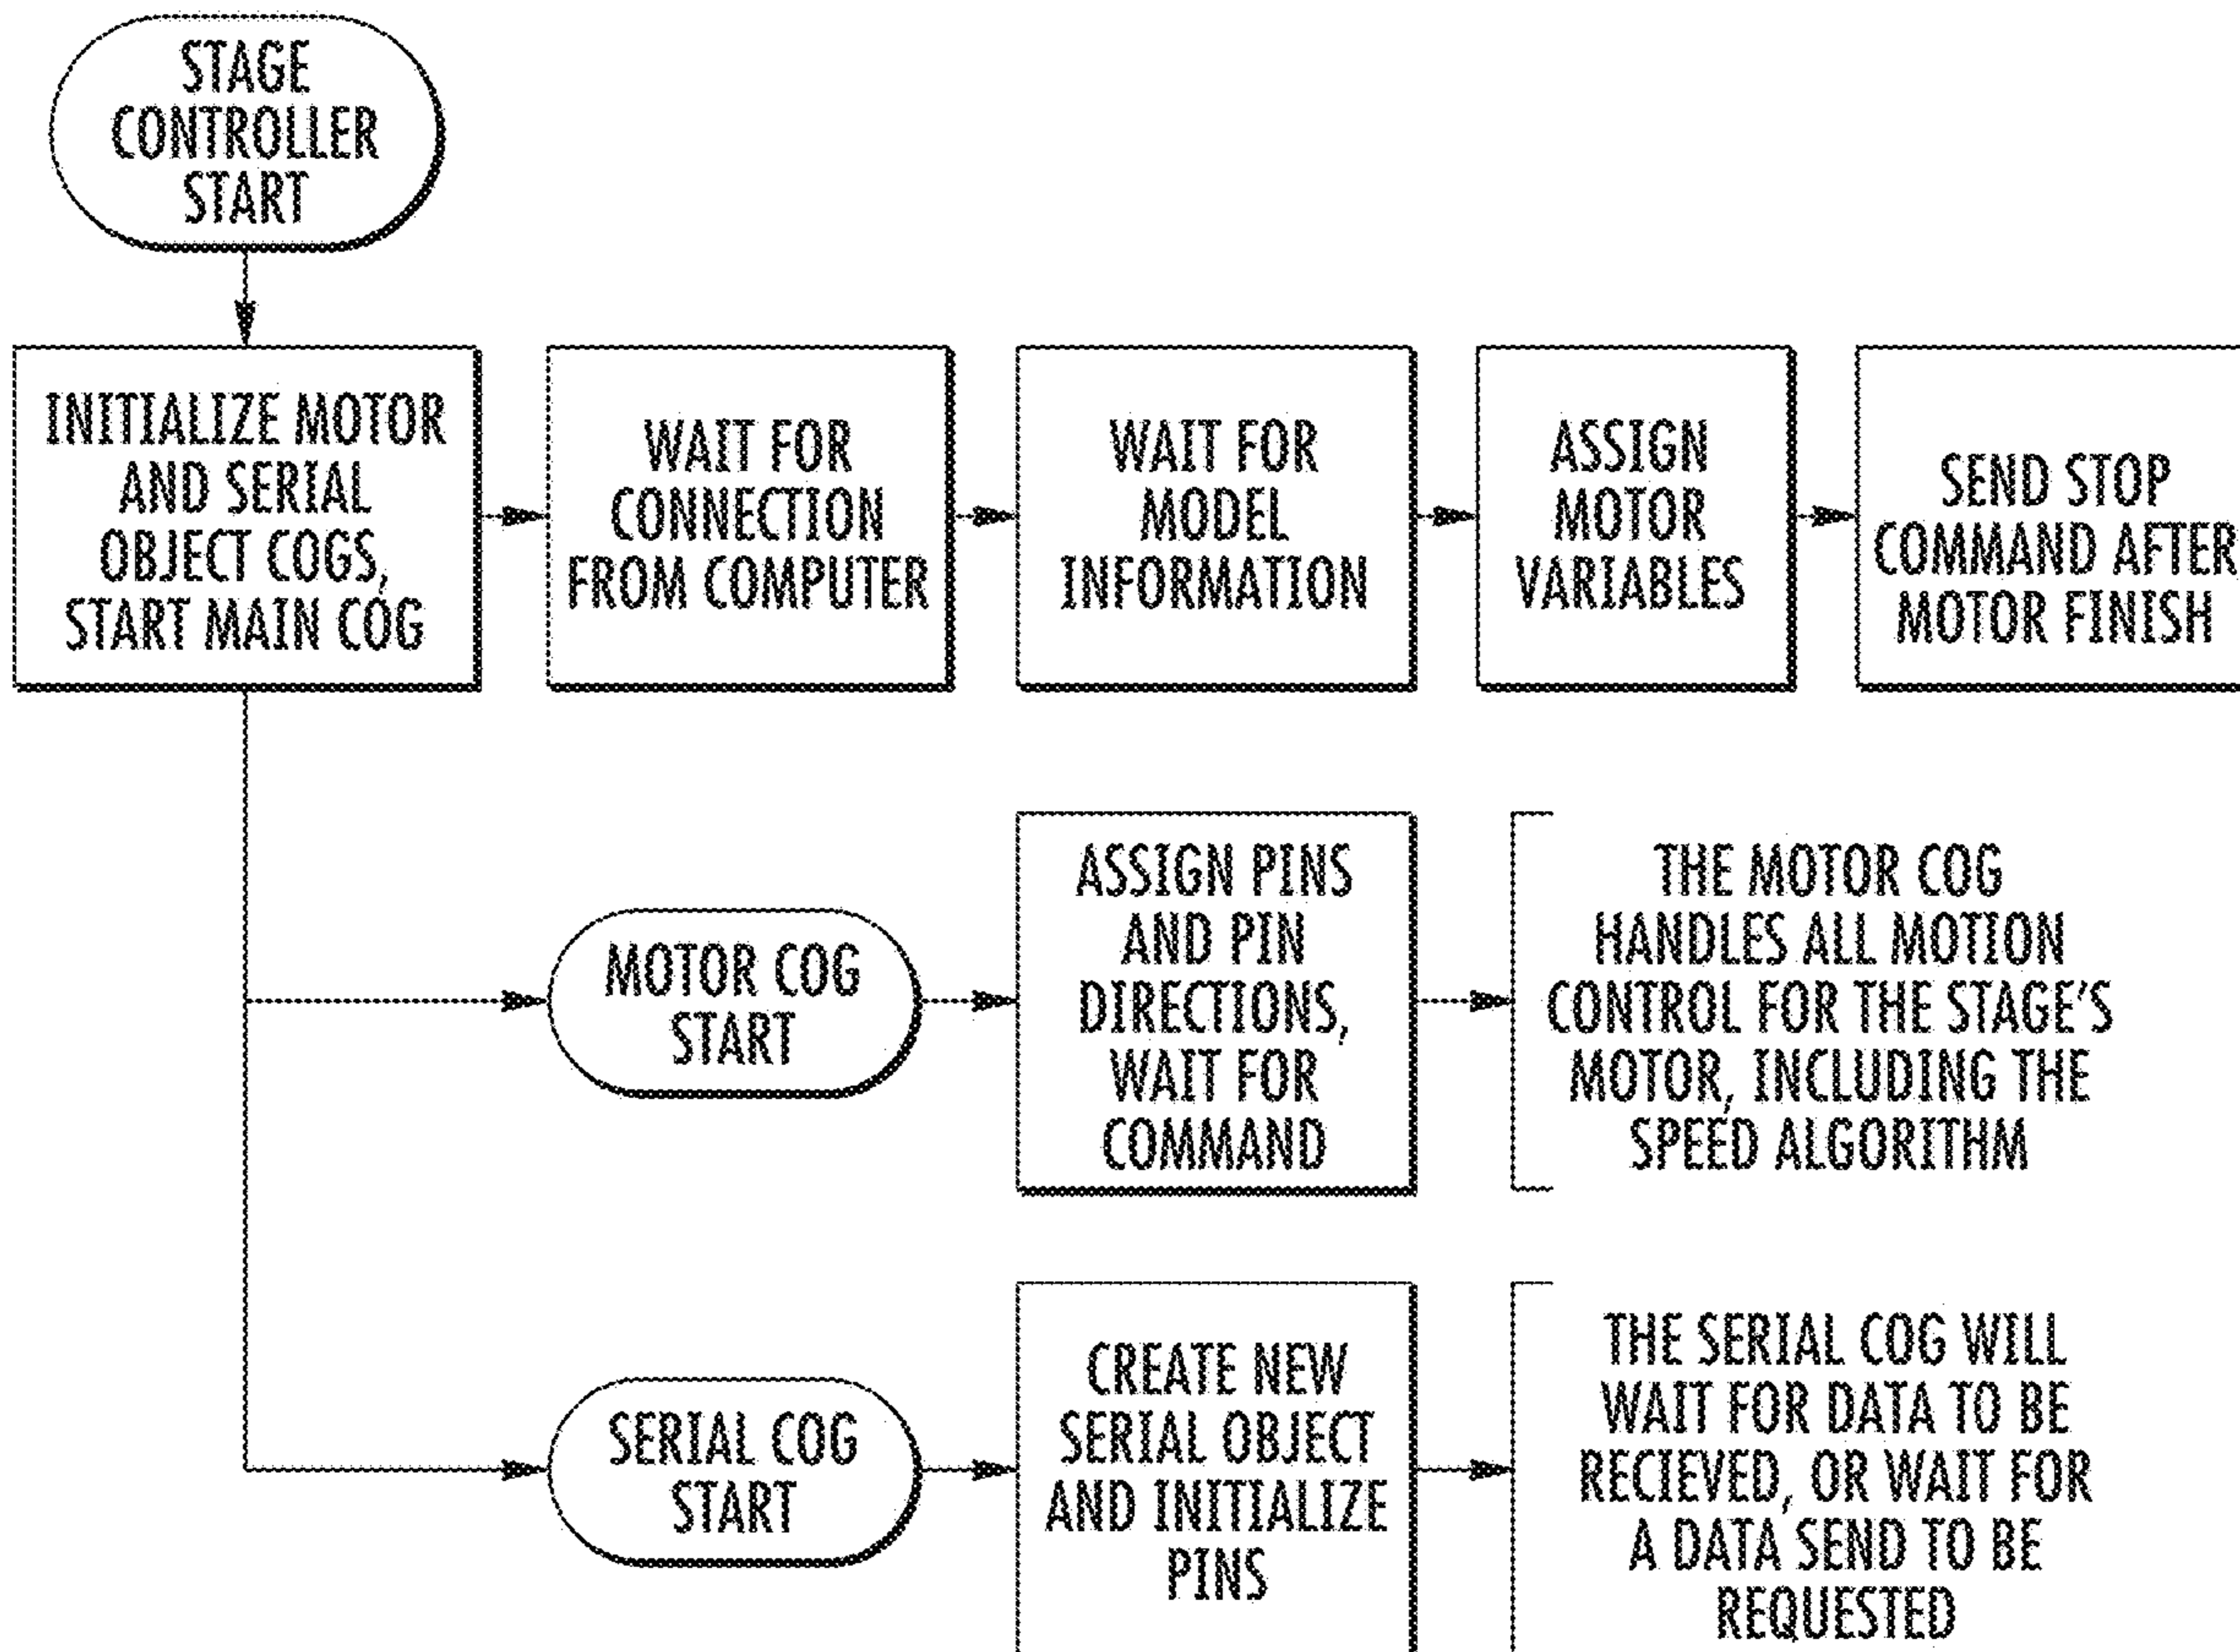 STAGE
CONTROLLER
START
INITIALIZE MOTOR
AND SERIAL
OBJECT COGS,
START MAIN COG
WAIT FOR
CONNECTION
FROM COMPUTER
WAIT FOR
MODEL
INFORMATION
ASSIGN
MOTOR
VARIABLES
SEND STOP
COMMAND AFTER
MOTOR FINISH
MOTOR COG
START
ASSIGN PINS
AND PIN
DIRECTIONS,
WAIT FOR
COMMAND
THE MOTOR COG
HANDLES ALL MOTION
CONTROL FOR THE STAGE'S
MOTOR, INCLUDING THE
SPEED ALGORITHM
SERIAL COG
START
CREATE NEW
SERIAL OBJECT
AND INITIALIZE
PINS
THE SERIAL COG WILL
WAIT FOR DATA TO BE
RECIEVED, OR WAIT FOR
A DATA SEND TO BE
REQUESTED